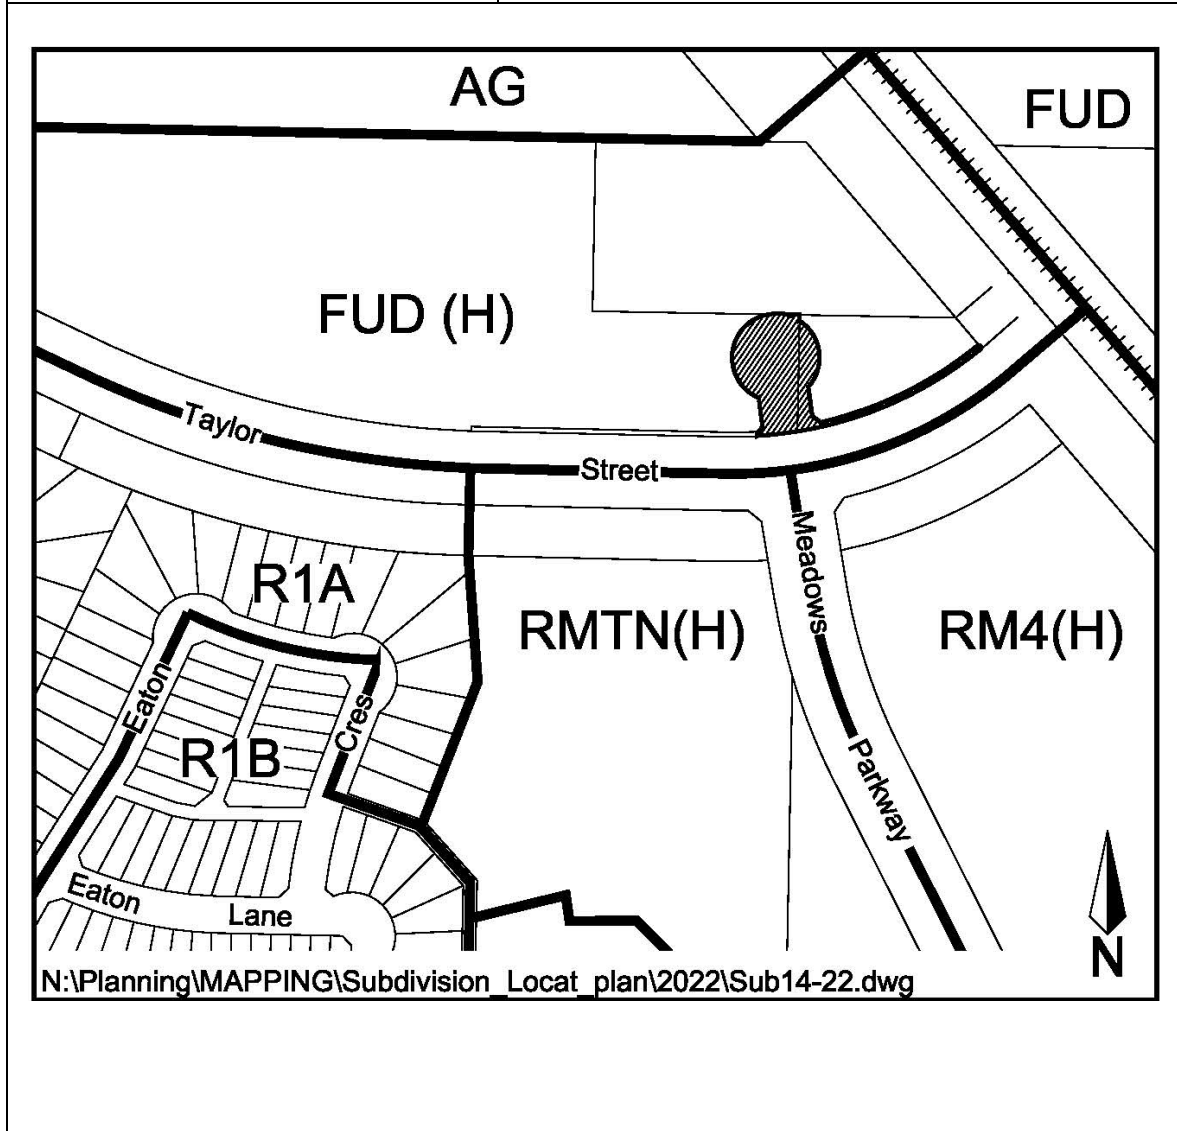 AG
FUD
FUD (H)
Taylor
Street
R1A
Meadows
RMTN(H)
RM4(H)
Eaton
Cres
R1B
Parkway
Eaton
Lane
N
N:\Planning\MAPPING\Subdivision_Locat_plan\2022\Sub14-22.dwg